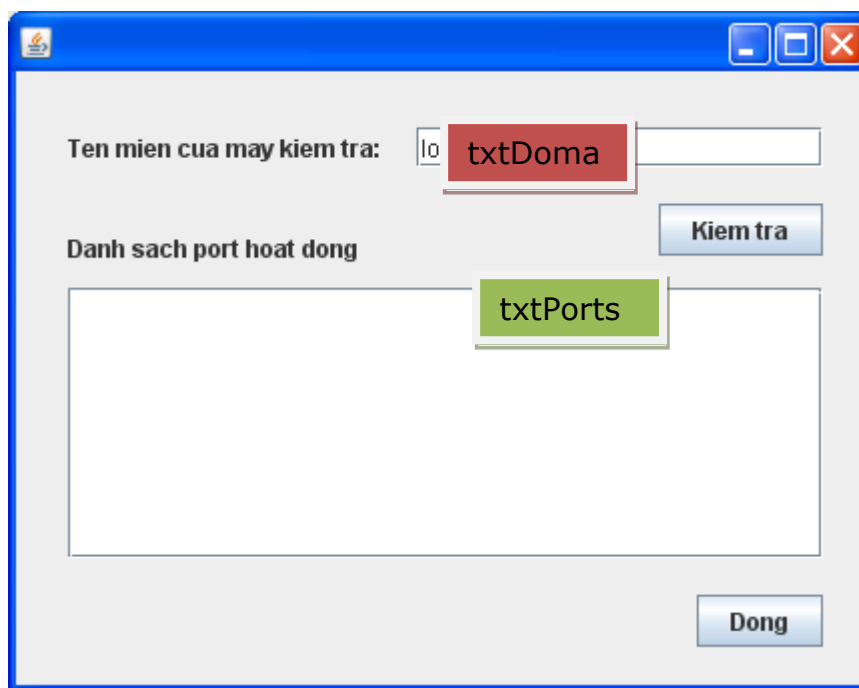 Ten mien cua may kiem tra:
lo
txtDoma
Kiem tra
Danh sach port hoat dong
txtPorts
Dong